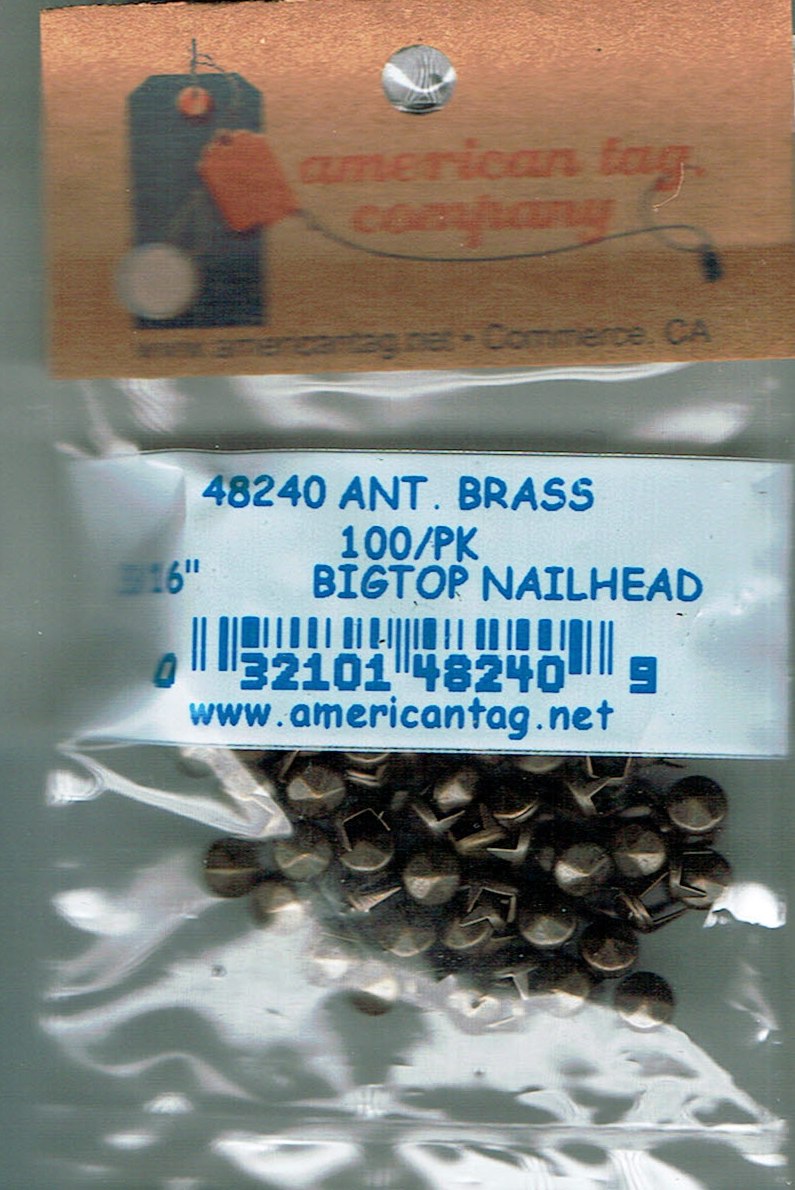 american tag
company
www.americantag.net • Commerce, CA
48240 ANT. BRASS
100/PK
BIGTOP NAILHEAD
0 32101 48240 9
www.americantag.net